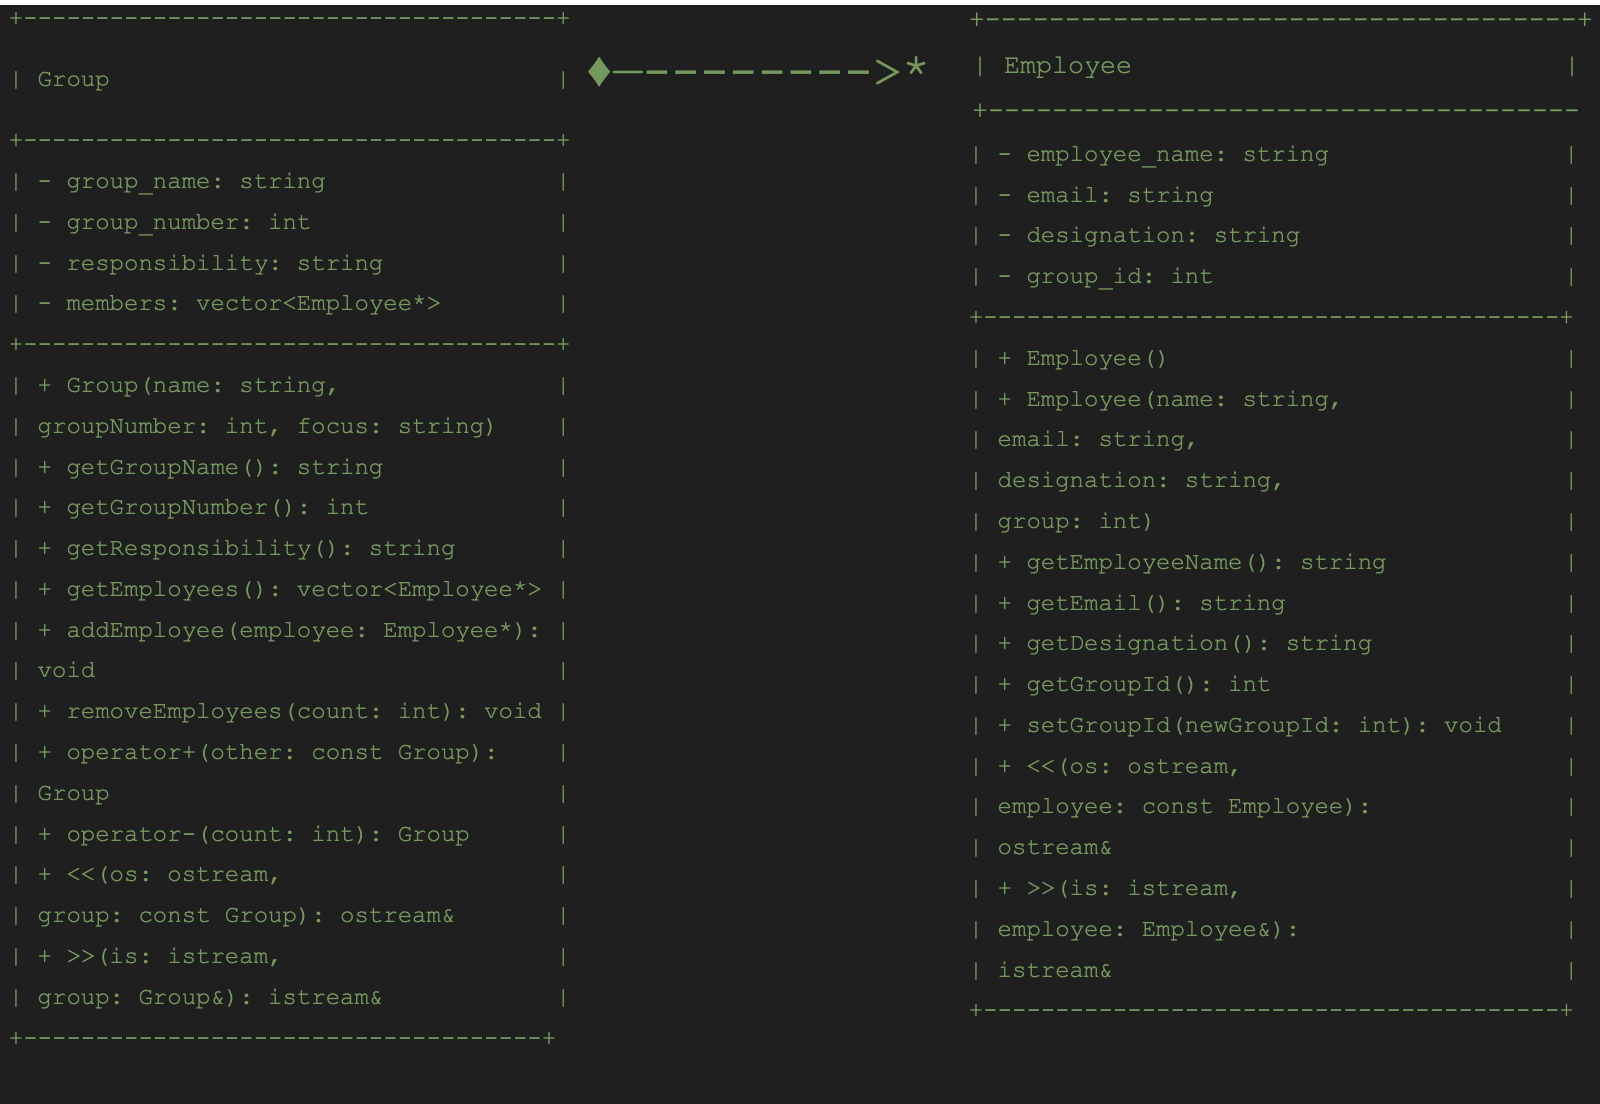 +-------------------------------------+
| Group |
+-------------------------------------+
| - group_name: string |
| - group_number: int |
| - responsibility: string |
| - members: vector<Employee*> |
+-------------------------------------+
| + Group(name: string, |
| groupNumber: int, focus: string) |
| + getGroupName(): string |
| + getGroupNumber(): int |
| + getResponsibility(): string |
| + getEmployees(): vector<Employee*> |
| + addEmployee(employee: Employee*): |
| void |
| + removeEmployees(count: int): void |
| + operator+(other: const Group): |
| Group |
| + operator-(count: int): Group |
| + <<(os: ostream, |
| group: const Group): ostream& |
| + >>(is: istream, |
| group: Group&): istream& |
+------------------------------------+
♦—--------->*
+-------------------------------------+
| Employee |
+-------------------------------------
| - employee_name: string |
| - email: string |
| - designation: string |
| - group_id: int |
+----------------------------------------+
| + Employee() |
| + Employee(name: string, |
| email: string, |
| designation: string, |
| group: int) |
| + getEmployeeName(): string |
| + getEmail(): string |
| + getDesignation(): string |
| + getGroupId(): int |
| + setGroupId(newGroupId: int): void |
| + <<(os: ostream, |
| employee: const Employee): |
| ostream& |
| + >>(is: istream, |
| employee: Employee&): |
| istream& |
+----------------------------------------+